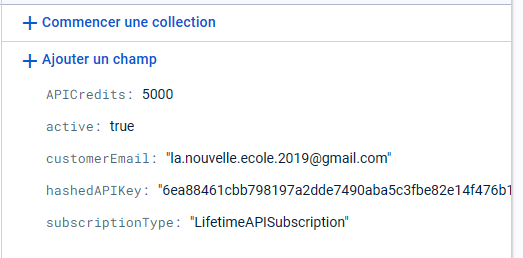 + Commencer une collection
+ Ajouter un champ
APICredits: 5000
active: true
customerEmail: "la.nouvelle.ecole.2019@gmail.com"
hashedAPIKey: "6ea88461cbb798197a2dde7490aba5c3fbe82e14f476b1
subscriptionType: "LifetimeAPISubscription"